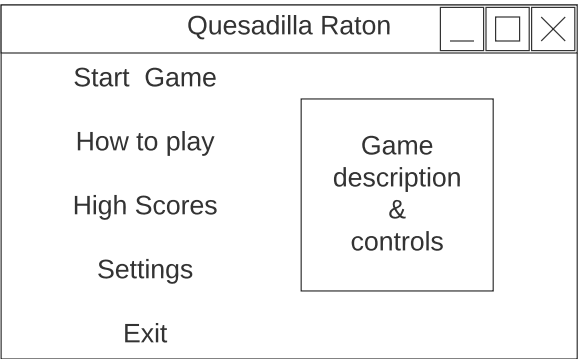 Quesadilla Raton
Start Game
How to play
High Scores
Settings
Exit
Game
description
&
controls